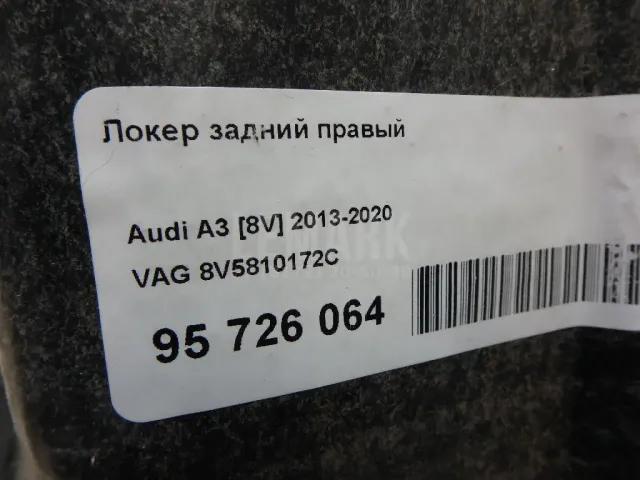 Локер задний правый
Audi A3 [8V] 2013-2020
VAG 8V5810172C
95 726 064